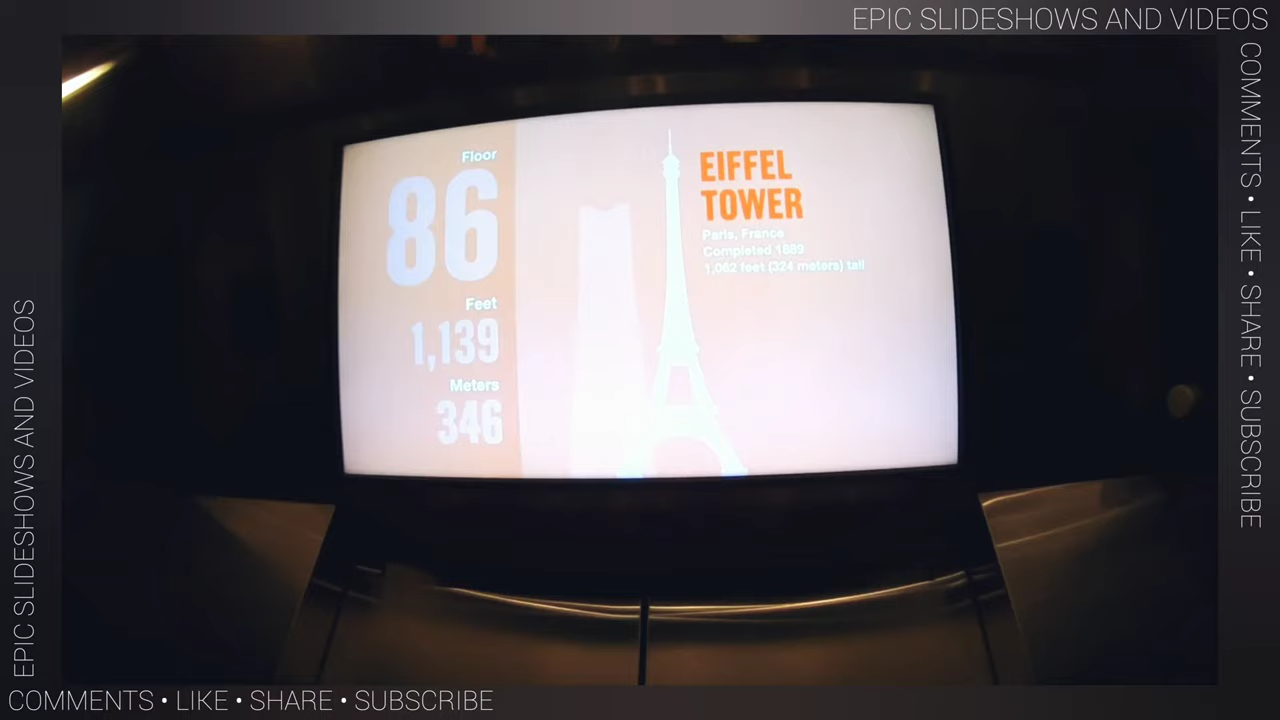 EPIC SLIDESHOWS AND VIDEOS
COMMENTS • LIKE • SHARE • SUBSCRIBE
Floor
86
Feet
1,139
Meters
346
EIFFEL
TOWER
Paris, France
Completed 1889
1,062 feet (324 meters) tall
EPIC SLIDESHOWS AND VIDEOS
COMMENTS • LIKE • SHARE • SUBSCRIBE